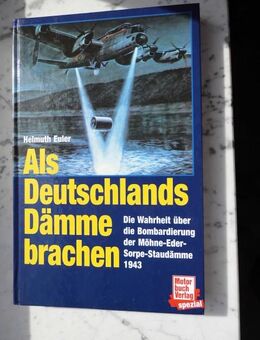 Helmuth Euler
Als
Deutschlands
Dämme
brachen
Die Wahrheit über
die Bombardierung
der Möhne-Eder-
Sorpe-Staudämme
1943
Motor
buch
Verlag
spezial